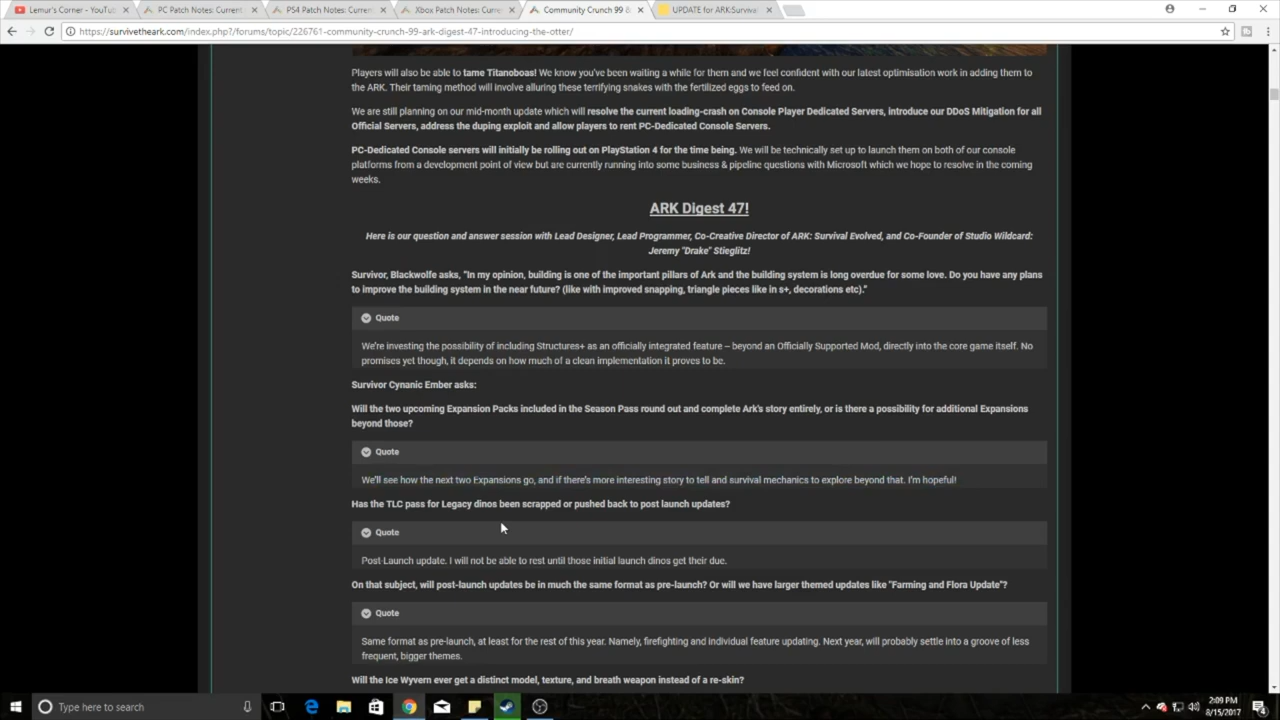 Lemur's Corner - YouTu
PC Patch Notes: Current
PS4 Patch Notes: Curren
Xbox Patch Notes: Curre
Community Crunch 99 &
UPDATE for ARK:Surviva
https://survivetheark.com/index.php?/forums/topic/226761-community-crunch-99-ark-digest-47-introducing-the-otter/
Players will also be able to tame Titanoboas! We know you've been waiting a while for them and we feel confident with our latest optimisation work in adding them to
the ARK. Their taming method will involve alluring these terrifying snakes with the fertilized eggs to feed on.
We are still planning on our mid-month update which will resolve the current loading-crash on Console Player Dedicated Servers, introduce our DDoS Mitigation for all
Official Servers, address the duping exploit and allow players to rent PC-Dedicated Console Servers.
PC-Dedicated Console servers will initially be rolling out on PlayStation 4 for the time being. We will be technically set up to launch them on both of our console
platforms from a development point of view but are currently running into some business & pipeline questions with Microsoft which we hope to resolve in the coming
weeks.
ARK Digest 47!
Here is our question and answer session with Lead Designer, Lead Programmer, Co-Creative Director of ARK: Survival Evolved, and Co-Founder of Studio Wildcard:
Jeremy "Drake" Stieglitz!
Survivor, Blackwolfe asks, "In my opinion, building is one of the important pillars of Ark and the building system is long overdue for some love. Do you have any plans
to improve the building system in the near future? (like with improved snapping, triangle pieces like in s+, decorations etc)."
Quote
We're investing the possibility of including Structures+ as an officially integrated feature – beyond an Officially Supported Mod, directly into the core game itself. No
promises yet though, it depends on how much of a clean implementation it proves to be.
Survivor Cynanic Ember asks:
Will the two upcoming Expansion Packs included in the Season Pass round out and complete Ark's story entirely, or is there a possibility for additional Expansions
beyond those?
Quote
We'll see how the next two Expansions go, and if there's more interesting story to tell and survival mechanics to explore beyond that. I'm hopeful!
Has the TLC pass for Legacy dinos been scrapped or pushed back to post launch updates?
Quote
Post-Launch update. I will not be able to rest until those initial launch dinos get their due.
On that subject, will post-launch updates be in much the same format as pre-launch? Or will we have larger themed updates like "Farming and Flora Update"?
Quote
Same format as pre-launch, at least for the rest of this year. Namely, firefighting and individual feature updating. Next year, will probably settle into a groove of less
frequent, bigger themes.
Will the Ice Wyvern ever get a distinct model, texture, and breath weapon instead of a re-skin?
Type here to search
2:09 PM
8/15/2017
4